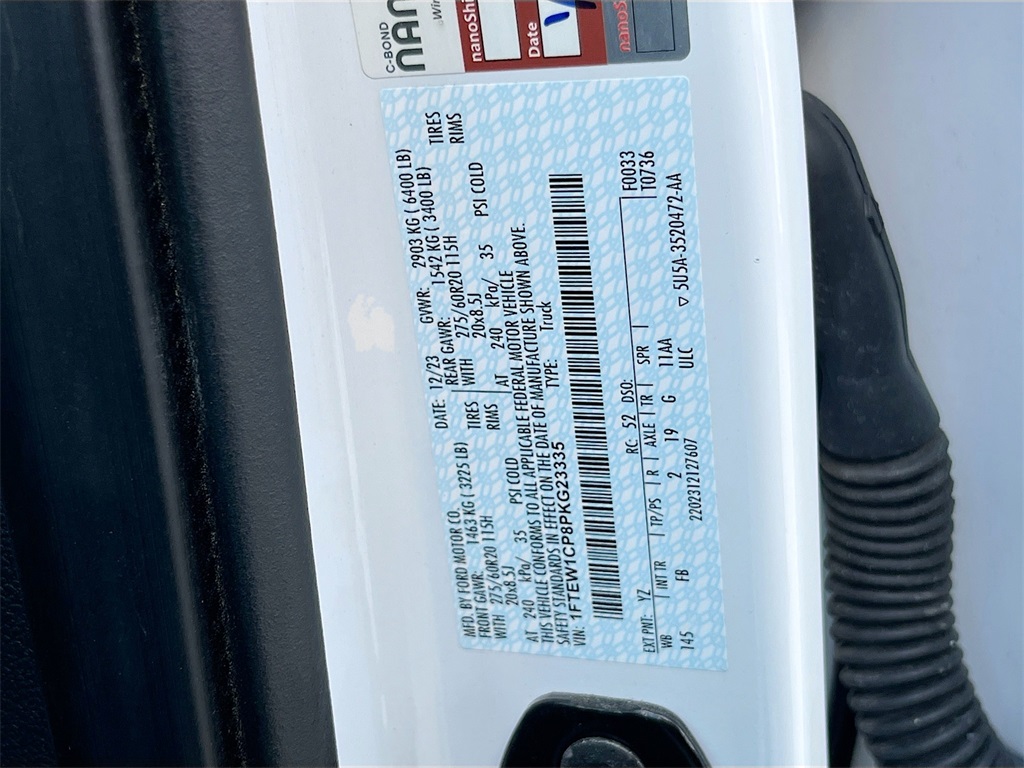 C-BOND
NAN
Wir
nanoShi
Date
nanoS
MFD. BY FORD MOTOR CO.
DATE: 12/23 GVWR: 2903 KG ( 6400 LB)
FRONT GAWR: 1463 KG ( 3225 LB) REAR GAWR: 1542 KG ( 3400 LB)
WITH 275/60R20 115H TIRES WITH 275/60R20 115H TIRES
20x8.5J RIMS 20x8.5J RIMS
AT 240 kPa/ 35 PSI COLD AT 240 kPa/ 35 PSI COLD
THIS VEHICLE CONFORMS TO ALL APPLICABLE FEDERAL MOTOR VEHICLE
SAFETY STANDARDS IN EFFECT ON THE DATE OF MANUFACTURE SHOWN ABOVE.
VIN: 1FTEW1CP8PKG23335 TYPE: Truck
EXT PNT: YZ RC: 52 DSO: F0033
WB | INT TR | TP/PS | R | AXLE | TR | SPR | T0736
145 FB 2 19 G 11AA
2202312127607 ULC ▽ 5U5A-3520472-AA